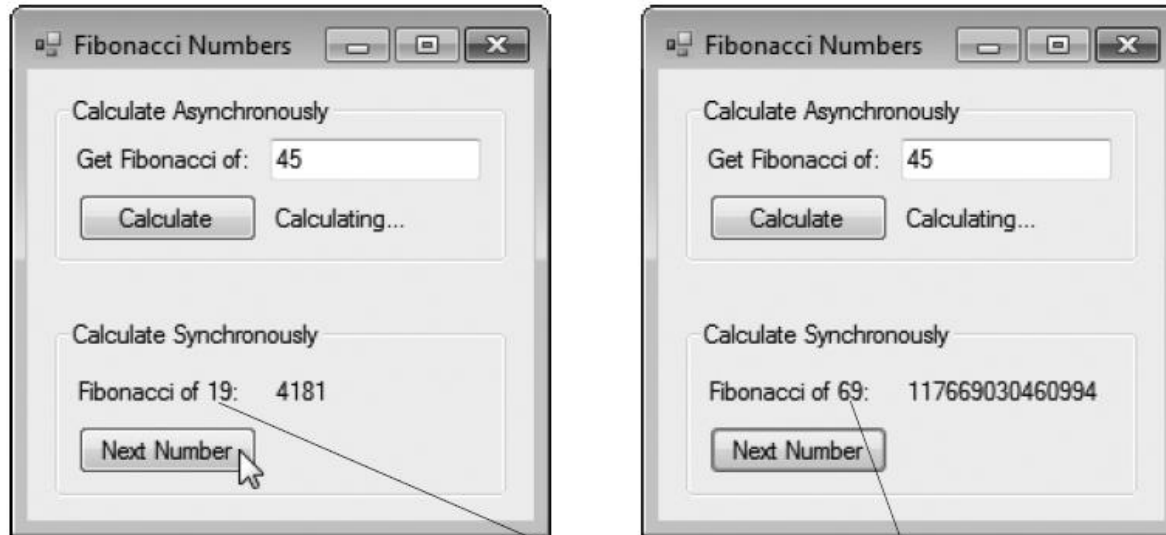 Fibonacci Numbers
Calculate Asynchronously
Get Fibonacci of: 45
Calculate Calculating...
Calculate Synchronously
Fibonacci of 19: 4181
Next Number
Fibonacci Numbers
Calculate Asynchronously
Get Fibonacci of: 45
Calculate Calculating...
Calculate Synchronously
Fibonacci of 69: 117669030460994
Next Number